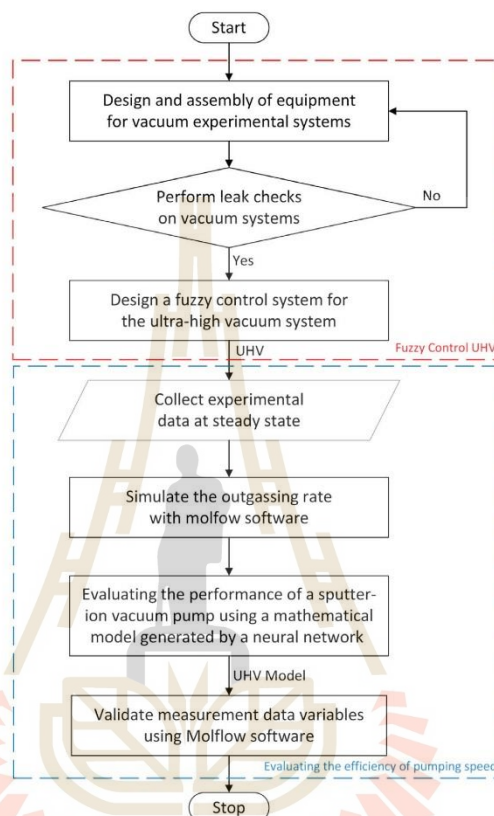 Start
Design and assembly of equipment
for vacuum experimental systems
Perform leak checks
on vacuum systems
No
Yes
Design a fuzzy control system for
the ultra-high vacuum system
Fuzzy Control UHV
UHV
Collect experimental
data at steady state
Simulate the outgassing rate
with molfow software
Evaluating the performance of a sputter-
ion vacuum pump using a mathematical
model generated by a neural network
UHV Model
Validate measurement data variables
using Molflow software
Evaluating the efficiency of pumping speed
Stop